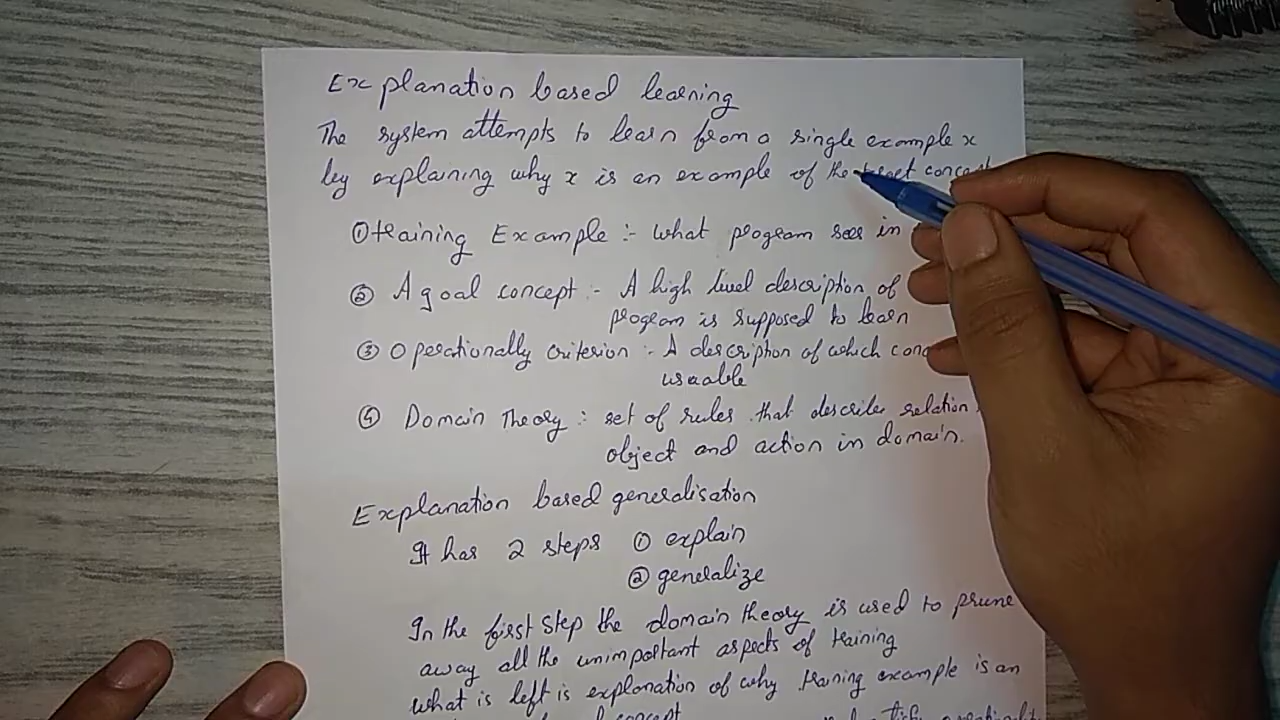 Explanation based learning
The system attempts to learn from a single example x
by explaining why x is an example of the target concept
① training Example :- what program sees in
② A goal concept :- A high level description of
program is supposed to learn
③ Operationally criterion :- A description of which conc
usable
④ Domain Theory :- set of rules that describe relation
object and action in domain.
Explanation based generalisation
It has 2 steps ① explain
② generalize
In the first step the domain theory is used to prune
away all the unimportant aspects of training
what is left is explanation of why training example is an
concept